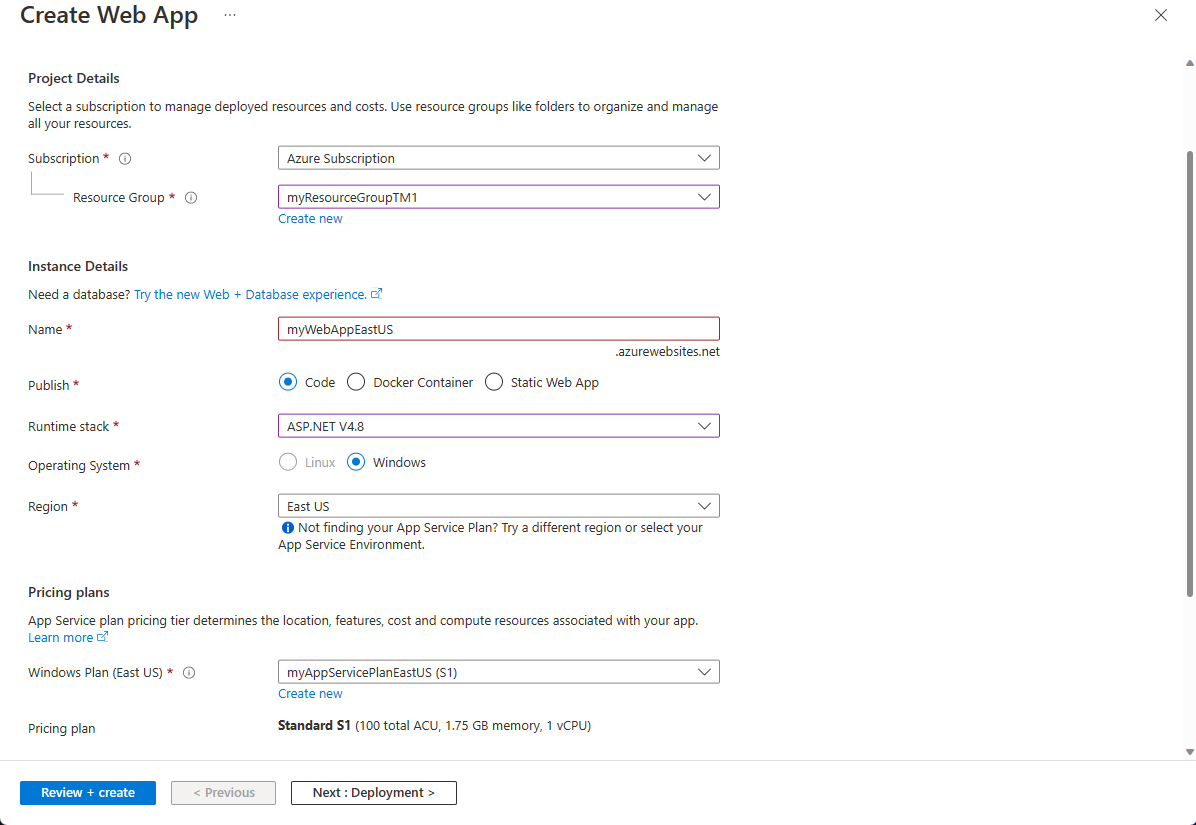 Create Web App ...
Project Details
Select a subscription to manage deployed resources and costs. Use resource groups like folders to organize and manage
all your resources.
Subscription * Azure Subscription
Resource Group * myResourceGroupTM1
Create new
Instance Details
Need a database? Try the new Web + Database experience.
Name * myWebAppEastUS
.azurewebsites.net
Publish * Code Docker Container Static Web App
Runtime stack * ASP.NET V4.8
Operating System * Linux Windows
Region * East US
Not finding your App Service Plan? Try a different region or select your
App Service Environment.
Pricing plans
App Service plan pricing tier determines the location, features, cost and compute resources associated with your app.
Learn more
Windows Plan (East US) * myAppServicePlanEastUS (S1)
Create new
Pricing plan Standard S1 (100 total ACU, 1.75 GB memory, 1 vCPU)
Review + create < Previous Next : Deployment >